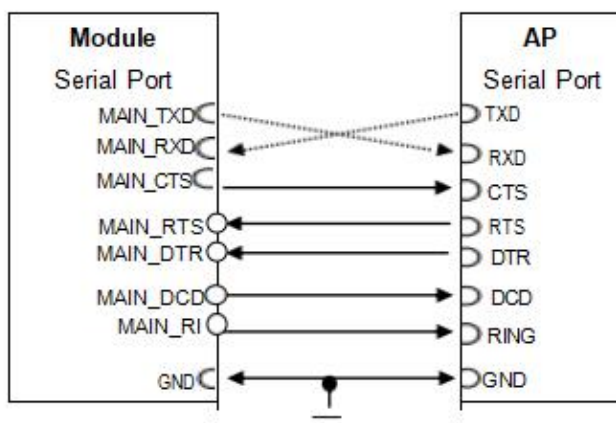 Module
Serial Port
MAIN_TXD
MAIN_RXD
MAIN_CTS
MAIN_RTS
MAIN_DTR
MAIN_DCD
MAIN_RI
GND
AP
Serial Port
TXD
RXD
CTS
RTS
DTR
DCD
RING
GND